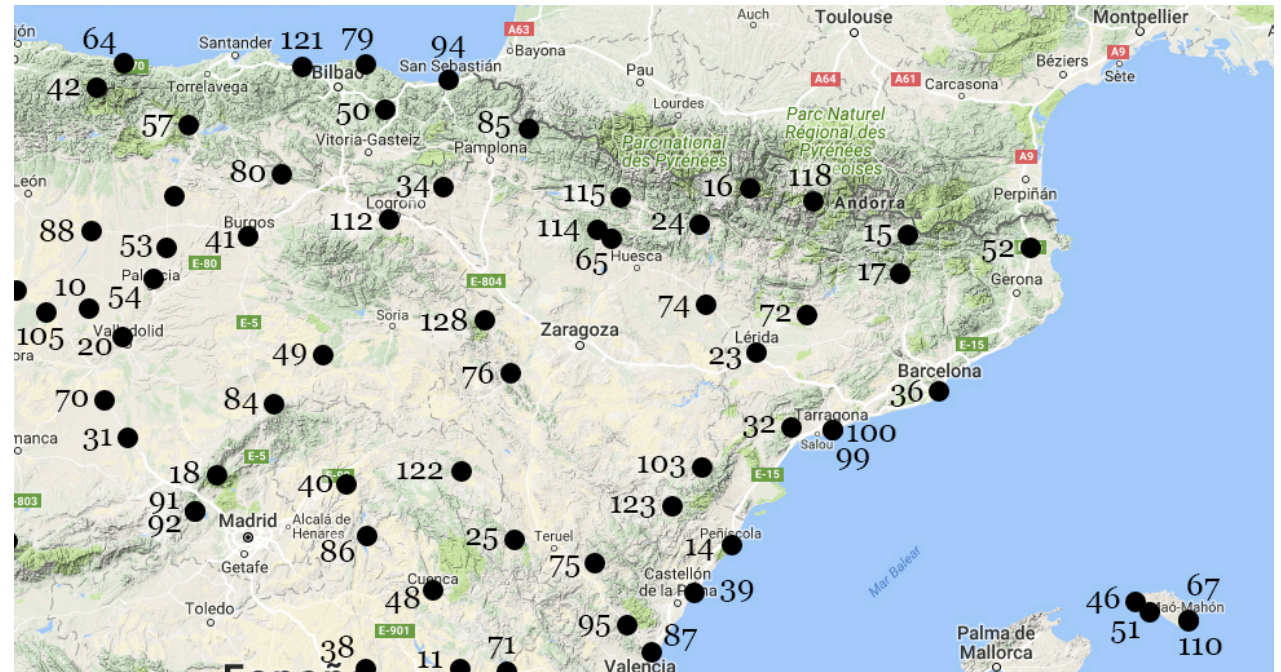 jón
64
Santander
121
79
94
A63
Bayona
Auch
Toulouse
Montpellier
A9
Béziers
Sète
70
Bilbao
San Sebastián
Pau
A64
A61
Carcasona
42
Torrelavega
Lourdes
50
Parc Naturel
Régional des
Pyrénées
57
Vitoria-Gasteiz
85
Parc national
des Pyrénées
Pamplona
A9
León
80
34
115
16
118
Andorra
Perpiñán
Logroño
88
Burgos
112
114
24
15
52
53
41
65
Huesca
E-80
Palencia
17
Gerona
10
54
E-804
74
72
105
Valladolid
E-5
Soria
128
Zaragoza
Lérida
20
49
23
E-15
76
Barcelona
36
70
84
Tarragona
32
100
Salou
99
31
manca
E-5
103
E-15
18
40
122
803
91
92
123
Madrid
Alcalá de
Henares
25
Teruel
Peñíscola
86
14
Getafe
75
Mar Balear
Cuenca
Castellón
de la Plana
39
48
46
67
Maó-Mahón
Toledo
51
E-901
95
87
110
38
11
71
Palma de
Mallorca
Valencia